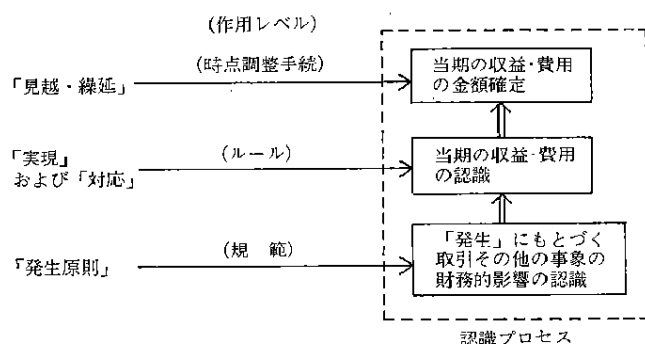 (作用レベル)
「見越・繰延」
(時点調整手続)
当期の収益・費用
の金額確定
「実現」
および「対応」
(ルール)
当期の収益・費用
の認識
「発生原則」
(規 範)
「発生」にもとづく
取引その他の事象の
財務的影響の認識
認識プロセス